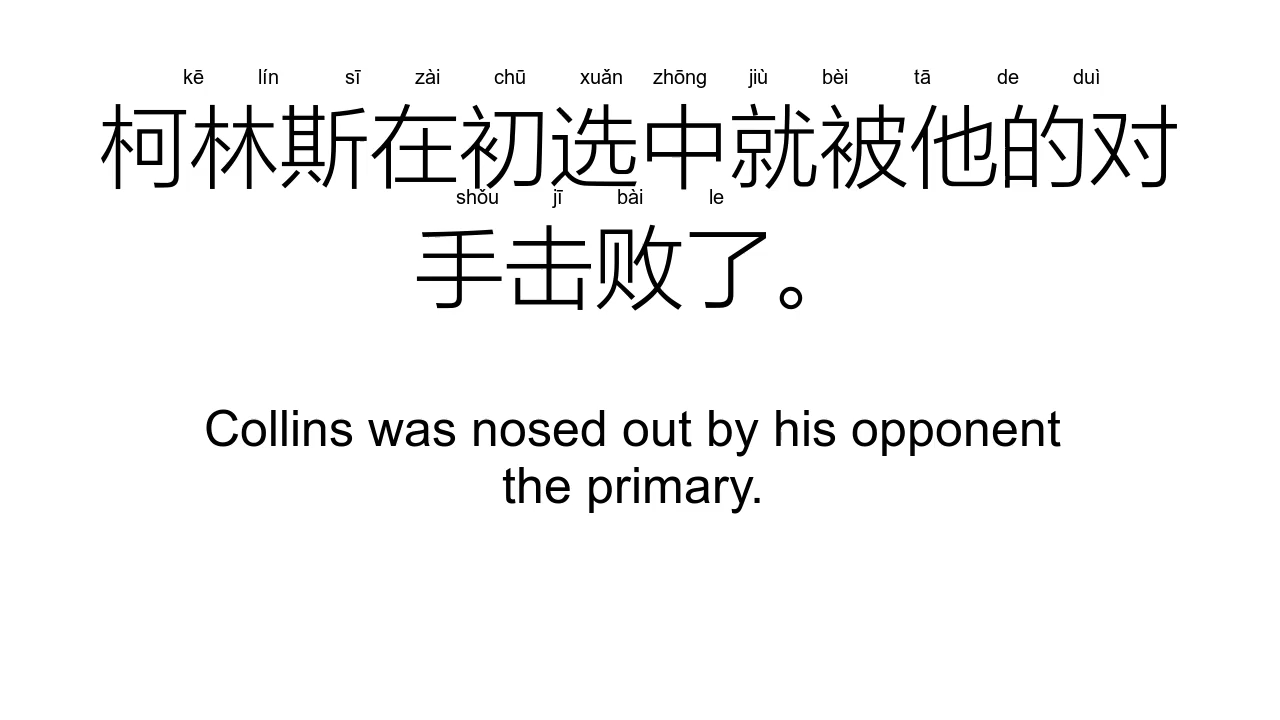 kē lín sī zài chū xuǎn zhōng jiù bèi tā de duì
柯林斯在初选中就被他的对
shǒu jī bài le
手击败了。
Collins was nosed out by his opponent
the primary.